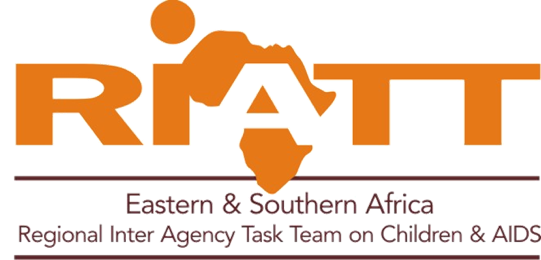 RiATT
Eastern & Southern Africa
Regional Inter Agency Task Team on Children & AIDS